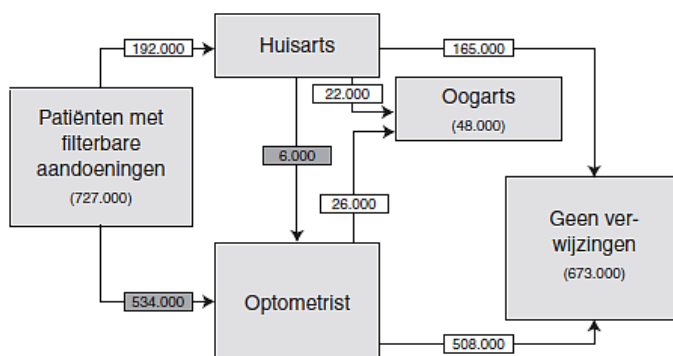 192.000
Huisarts
165.000
22.000
Oogarts
(48.000)
Patiënten met
filterbare
aandoeningen
(727.000)
6.000
26.000
Geen ver-
wijzingen
(673.000)
534.000
Optometrist
508.000